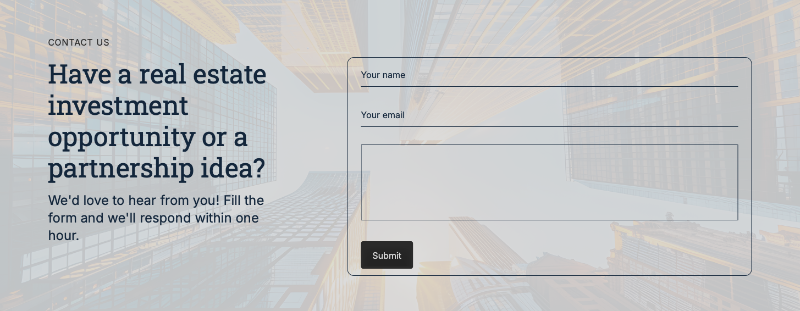 CONTACT US
Have a real estate
investment
opportunity or a
partnership idea?
We'd love to hear from you! Fill the
form and we'll respond within one
hour.
Your name
Your email
Submit